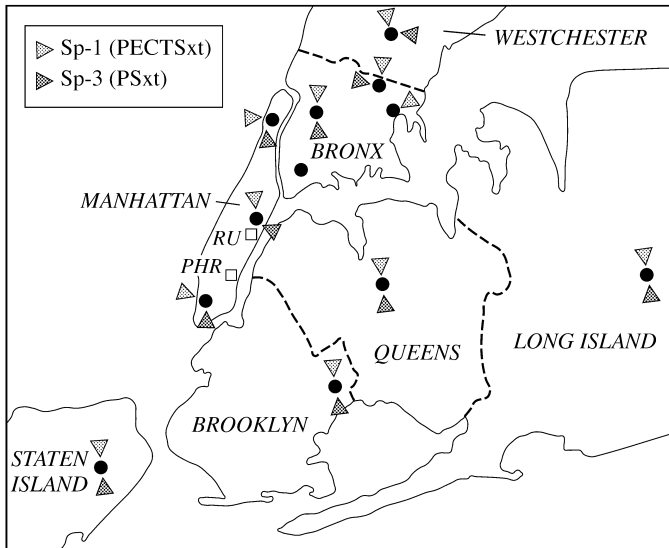 Sp-1 (PECTSxt)
Sp-3 (PSxt)
WESTCHESTER
BRONX
MANHATTAN
RU
PHR
QUEENS
LONG ISLAND
BROOKLYN
STATEN
ISLAND